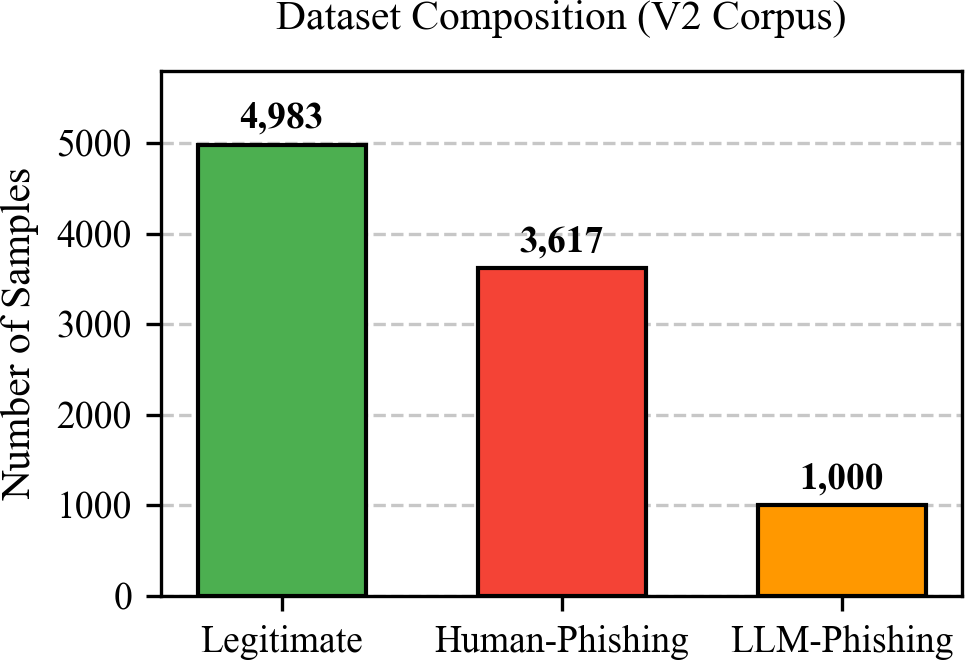 Dataset Composition (V2 Corpus)
Number of Samples
5000
4000
3000
2000
1000
0
4,983
3,617
1,000
Legitimate
Human-Phishing
LLM-Phishing